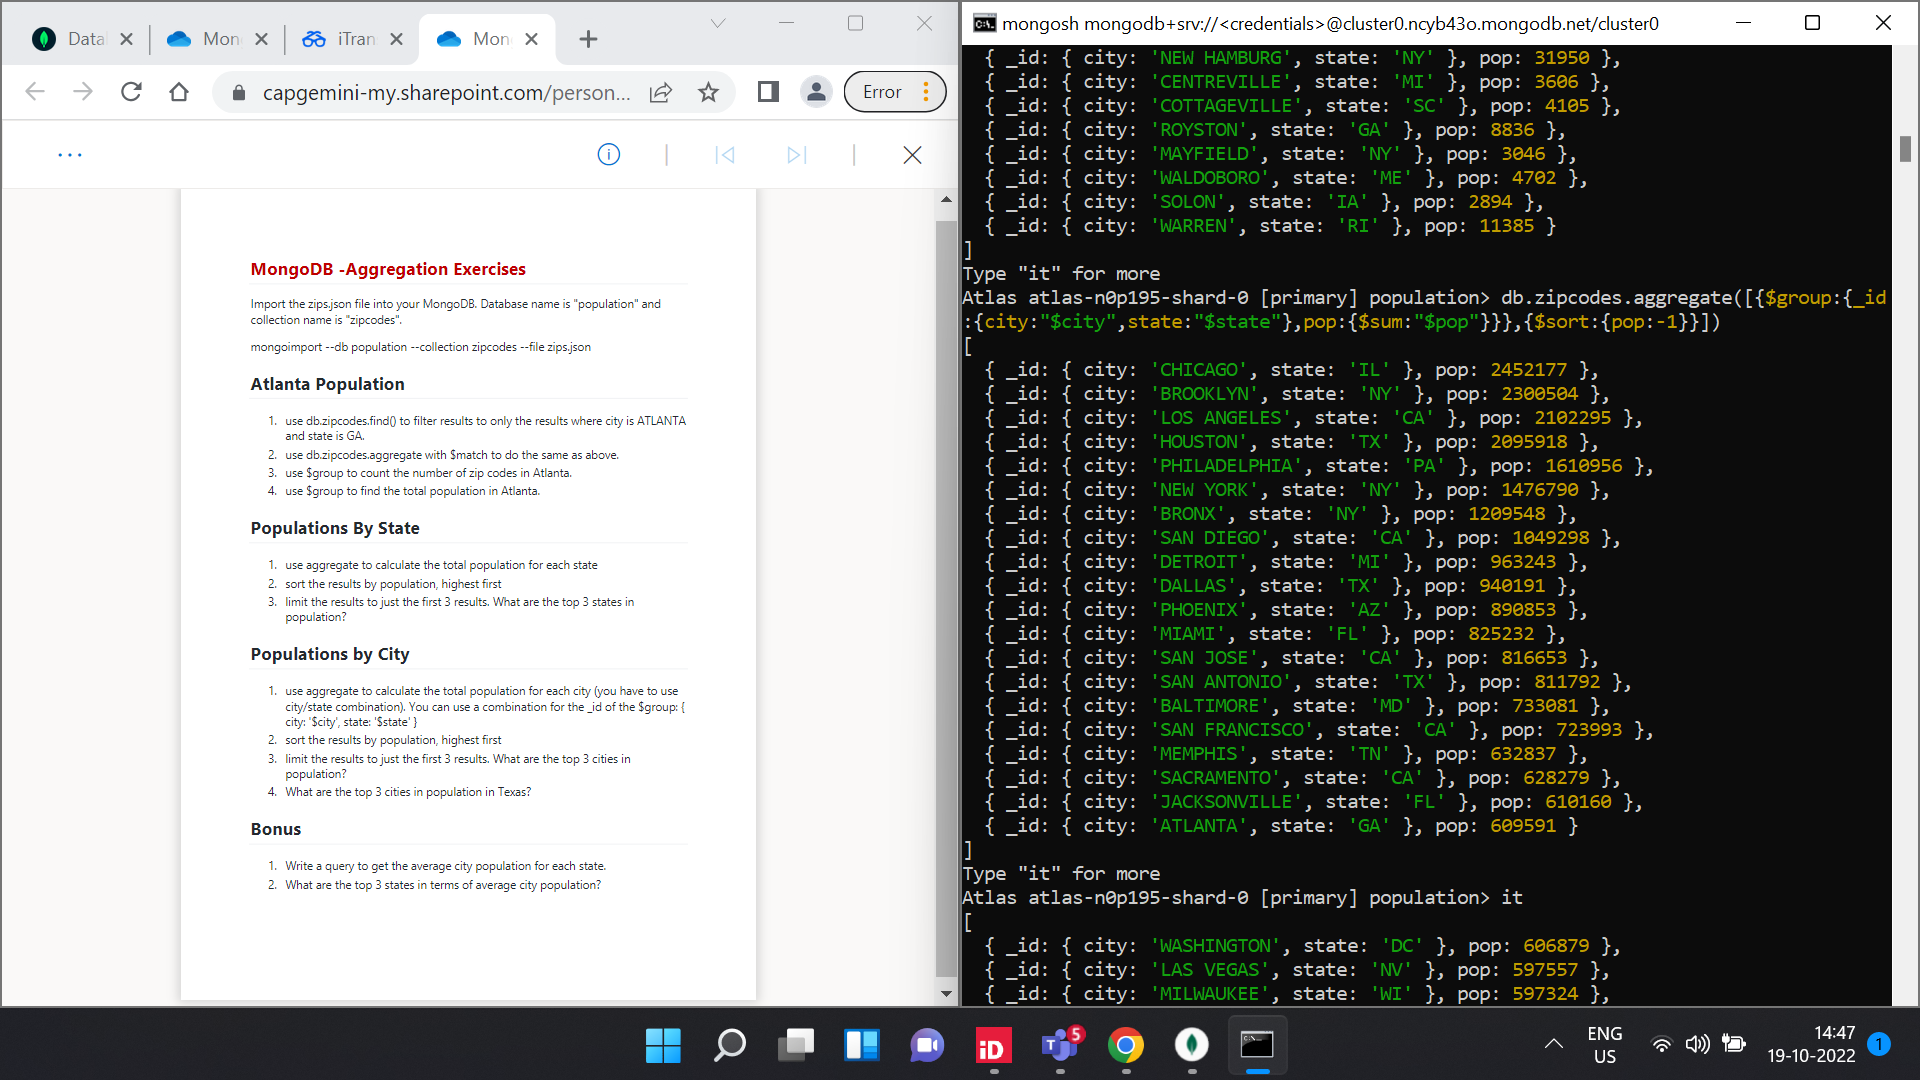 Data
Mon
iTran
Mon
capgemini-my.sharepoint.com/person...
Error
MongoDB -Aggregation Exercises
Import the zips.json file into your MongoDB. Database name is "population" and
collection name is "zipcodes".
mongoimport --db population --collection zipcodes --file zips.json
Atlanta Population
1. use db.zipcodes.find() to filter results to only the results where city is ATLANTA
and state is GA.
2. use db.zipcodes.aggregate with $match to do the same as above.
3. use $group to count the number of zip codes in Atlanta.
4. use $group to find the total population in Atlanta.
Populations By State
1. use aggregate to calculate the total population for each state
2. sort the results by population, highest first
3. limit the results to just the first 3 results. What are the top 3 states in
population?
Populations by City
1. use aggregate to calculate the total population for each city (you have to use
city/state combination). You can use a combination for the _id of the $group: {
city: '$city', state: '$state' }
2. sort the results by population, highest first
3. limit the results to just the first 3 results. What are the top 3 cities in
population?
4. What are the top 3 cities in population in Texas?
Bonus
1. Write a query to get the average city population for each state.
2. What are the top 3 states in terms of average city population?
mongosh mongodb+srv://<credentials>@cluster0.ncyb43o.mongodb.net/cluster0
{ _id: { city: 'NEW HAMBURG', state: 'NY' }, pop: 31950 },
{ _id: { city: 'CENTREVILLE', state: 'MI' }, pop: 3606 },
{ _id: { city: 'COTTAGEVILLE', state: 'SC' }, pop: 4105 },
{ _id: { city: 'ROYSTON', state: 'GA' }, pop: 8836 },
{ _id: { city: 'MAYFIELD', state: 'NY' }, pop: 3046 },
{ _id: { city: 'WALDOBORO', state: 'ME' }, pop: 4702 },
{ _id: { city: 'SOLON', state: 'IA' }, pop: 2894 },
{ _id: { city: 'WARREN', state: 'RI' }, pop: 11385 }
]
Type "it" for more
Atlas atlas-n0p195-shard-0 [primary] population> db.zipcodes.aggregate([{$group:{_id
:{city:"$city",state:"$state"},pop:{$sum:"$pop"}}},{$sort:{pop:-1}}])
[
{ _id: { city: 'CHICAGO', state: 'IL' }, pop: 2452177 },
{ _id: { city: 'BROOKLYN', state: 'NY' }, pop: 2300504 },
{ _id: { city: 'LOS ANGELES', state: 'CA' }, pop: 2102295 },
{ _id: { city: 'HOUSTON', state: 'TX' }, pop: 2095918 },
{ _id: { city: 'PHILADELPHIA', state: 'PA' }, pop: 1610956 },
{ _id: { city: 'NEW YORK', state: 'NY' }, pop: 1476790 },
{ _id: { city: 'BRONX', state: 'NY' }, pop: 1209548 },
{ _id: { city: 'SAN DIEGO', state: 'CA' }, pop: 1049298 },
{ _id: { city: 'DETROIT', state: 'MI' }, pop: 963243 },
{ _id: { city: 'DALLAS', state: 'TX' }, pop: 940191 },
{ _id: { city: 'PHOENIX', state: 'AZ' }, pop: 890853 },
{ _id: { city: 'MIAMI', state: 'FL' }, pop: 825232 },
{ _id: { city: 'SAN JOSE', state: 'CA' }, pop: 816653 },
{ _id: { city: 'SAN ANTONIO', state: 'TX' }, pop: 811792 },
{ _id: { city: 'BALTIMORE', state: 'MD' }, pop: 733081 },
{ _id: { city: 'SAN FRANCISCO', state: 'CA' }, pop: 723993 },
{ _id: { city: 'MEMPHIS', state: 'TN' }, pop: 632837 },
{ _id: { city: 'SACRAMENTO', state: 'CA' }, pop: 628279 },
{ _id: { city: 'JACKSONVILLE', state: 'FL' }, pop: 610160 },
{ _id: { city: 'ATLANTA', state: 'GA' }, pop: 609591 }
]
Type "it" for more
Atlas atlas-n0p195-shard-0 [primary] population> it
[
{ _id: { city: 'WASHINGTON', state: 'DC' }, pop: 606879 },
{ _id: { city: 'LAS VEGAS', state: 'NV' }, pop: 597557 },
{ _id: { city: 'MILWAUKEE', state: 'WI' }, pop: 597324 },
iD
5
ENG
US
14:47
19-10-2022
1